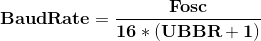 BaudRate = Fosc / 16 * (UBBR + 1)